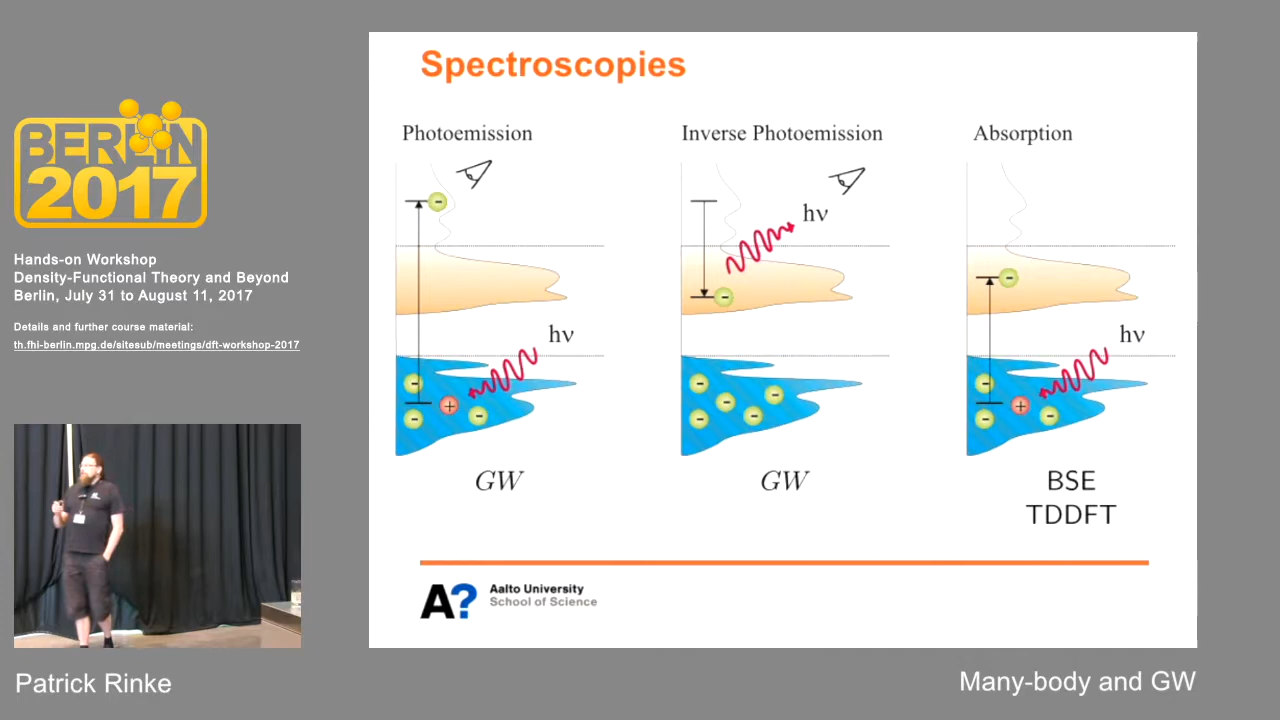 BERLIN
2017
Hands-on Workshop
Density-Functional Theory and Beyond
Berlin, July 31 to August 11, 2017
Details and further course material:
th.fhi-berlin.mpg.de/sitesub/meetings/dft-workshop-2017
Spectroscopies
Photoemission
Inverse Photoemission
Absorption
-
hν
-
hν
-
hν
-
+
-
-
-
-
-
-
-
-
+
-
-
GW
GW
BSE
TDDFT
A?
Aalto University
School of Science
Patrick Rinke
Many-body and GW